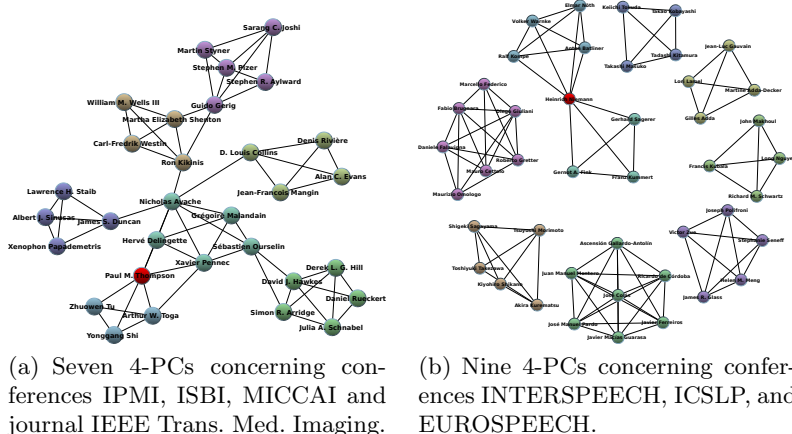 Sarang C. Joshi
Martin Styner
Stephen M. Pizer
Stephen R. Aylward
William M. Wells III
Guido Gerig
Martha Elizabeth Shenton
Carl-Fredrik Westin
Ron Kikinis
D. Louis Collins
Denis Rivière
Alan C. Evans
Jean-Francois Mangin
Lawrence H. Staib
Nicholas Ayache
Albert J. Sinusas
James S. Duncan
Grégoire Malandain
Xenophon Papademetris
Hervé Delingette
Sébastien Ourselin
Xavier Pennec
Paul M. Thompson
Derek L. G. Hill
David J. Hawkes
Daniel Rueckert
Zhuowen Tu
Arthur W. Toga
Simon R. Arridge
Julia A. Schnabel
Yonggang Shi
(a) Seven 4-PCs concerning con-
ferences IPMI, ISBI, MICCAI and
journal IEEE Trans. Med. Imaging.
Elmar Nöth
Volker Warnke
Anton Batliner
Ralf Kompe
Heinrich Niemann
Gerhard Sagerer
Gernot A. Fink
Franz Kummert
Keiichi Tokuda
Takao Kobayashi
Tadashi Kitamura
Takashi Masuko
Jean-Luc Gauvain
Lori Lamel
Martine Adda-Decker
Gilles Adda
Marcello Federico
Fabio Brugnara
Diego Giuliani
Daniele Falavigna
Roberto Gretter
Mauro Cettolo
Maurizio Omologo
John Makhoul
Francis Kubala
Long Nguyen
Richard M. Schwartz
Shigeki Sagayama
Tsuyoshi Morimoto
Toshiyuki Takezawa
Kiyohiro Shikano
Akira Kurematsu
Ascensión Gallardo-Antolín
Juan Manuel Montero
Ricardo de Córdoba
José Colás
José Manuel Pardo
Javier Ferreiros
Javier Macías Guarasa
Joseph Polifroni
Victor Zue
Stephanie Seneff
Helen M. Meng
James R. Glass
(b) Nine 4-PCs concerning confer-
ences INTERSPEECH, ICSLP, and
EUROSPEECH.